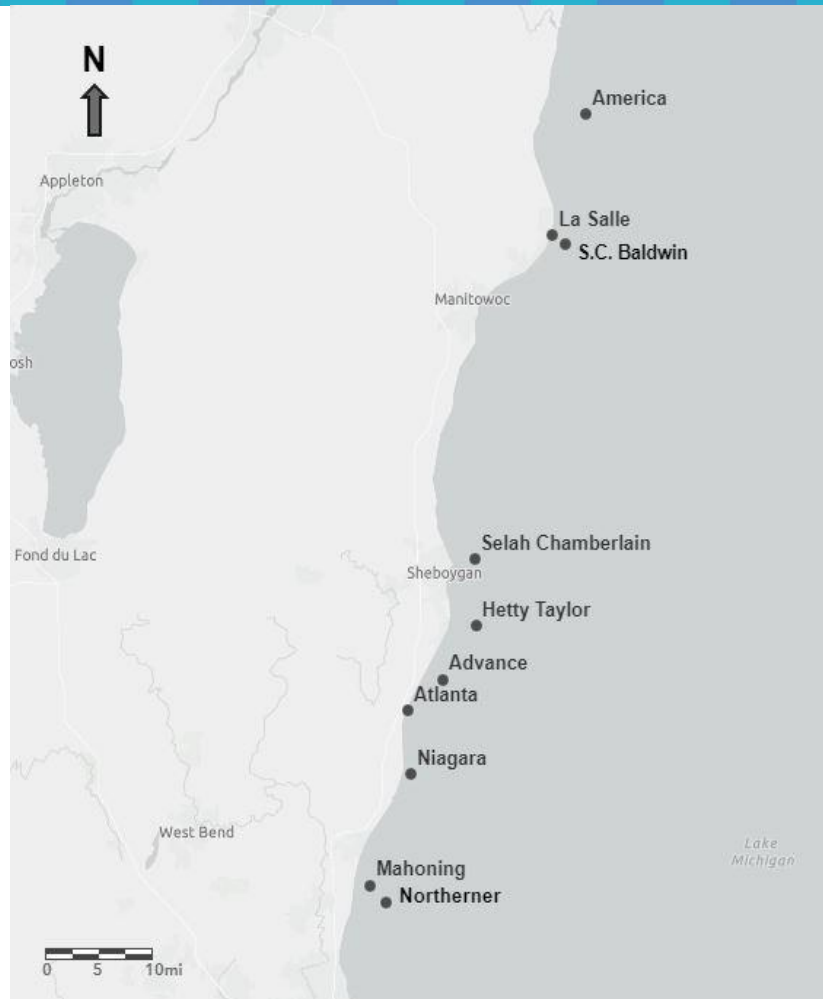 N
America
Appleton
La Salle
S.C. Baldwin
Manitowoc
osh
Selah Chamberlain
Fond du Lac
Sheboygan
Hetty Taylor
Advance
Atlanta
Niagara
West Bend
Lake
Michigan
Mahoning
Northerner
0 5 10mi